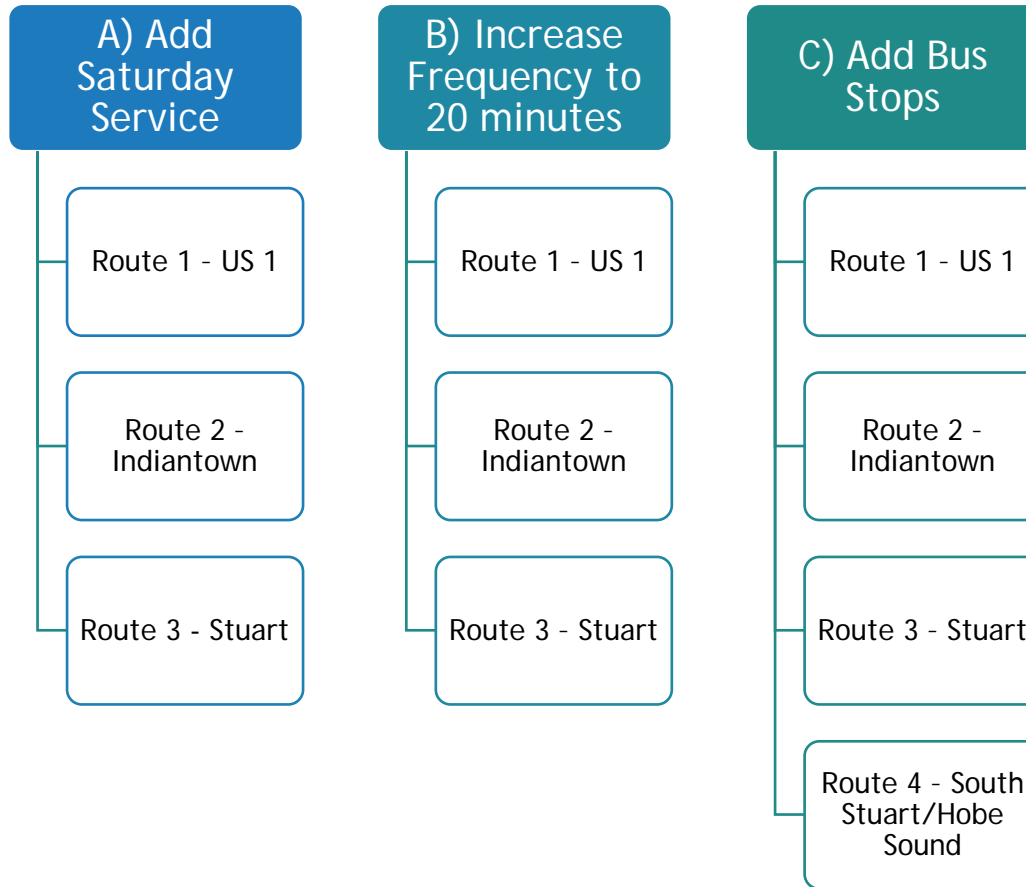 A) Add
Saturday
Service
Route 1 - US 1
Route 2 -
Indiantown
Route 3 - Stuart
B) Increase
Frequency to
20 minutes
Route 1 - US 1
Route 2 -
Indiantown
Route 3 - Stuart
C) Add Bus
Stops
Route 1 - US 1
Route 2 -
Indiantown
Route 3 - Stuart
Route 4 - South
Stuart/Hobe
Sound